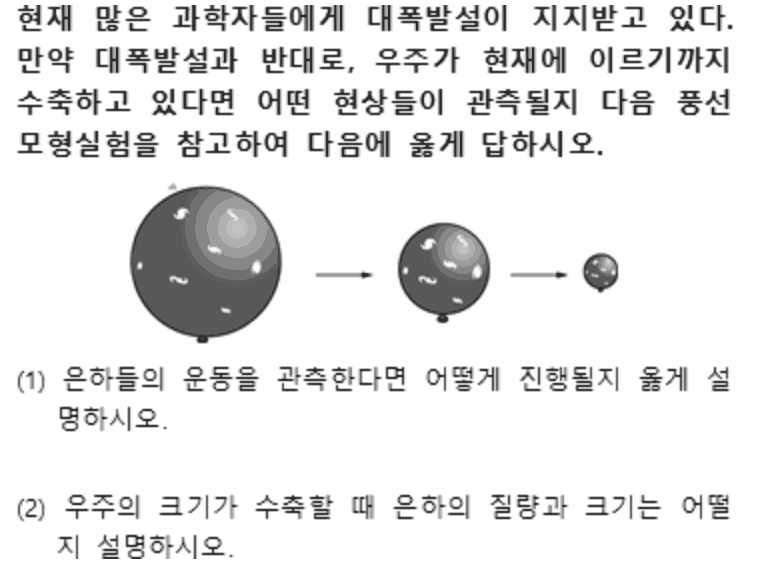 현재 많은 과학자들에게 대폭발설이 지지받고 있다.
만약 대폭발설과 반대로, 우주가 현재에 이르기까지
수축하고 있다면 어떤 현상들이 관측될지 다음 풍선
모형실험을 참고하여 다음에 옳게 답하시오.
(1) 은하들의 운동을 관측한다면 어떻게 진행될지 옳게 설
명하시오.
(2) 우주의 크기가 수축할 때 은하의 질량과 크기는 어떨
지 설명하시오.